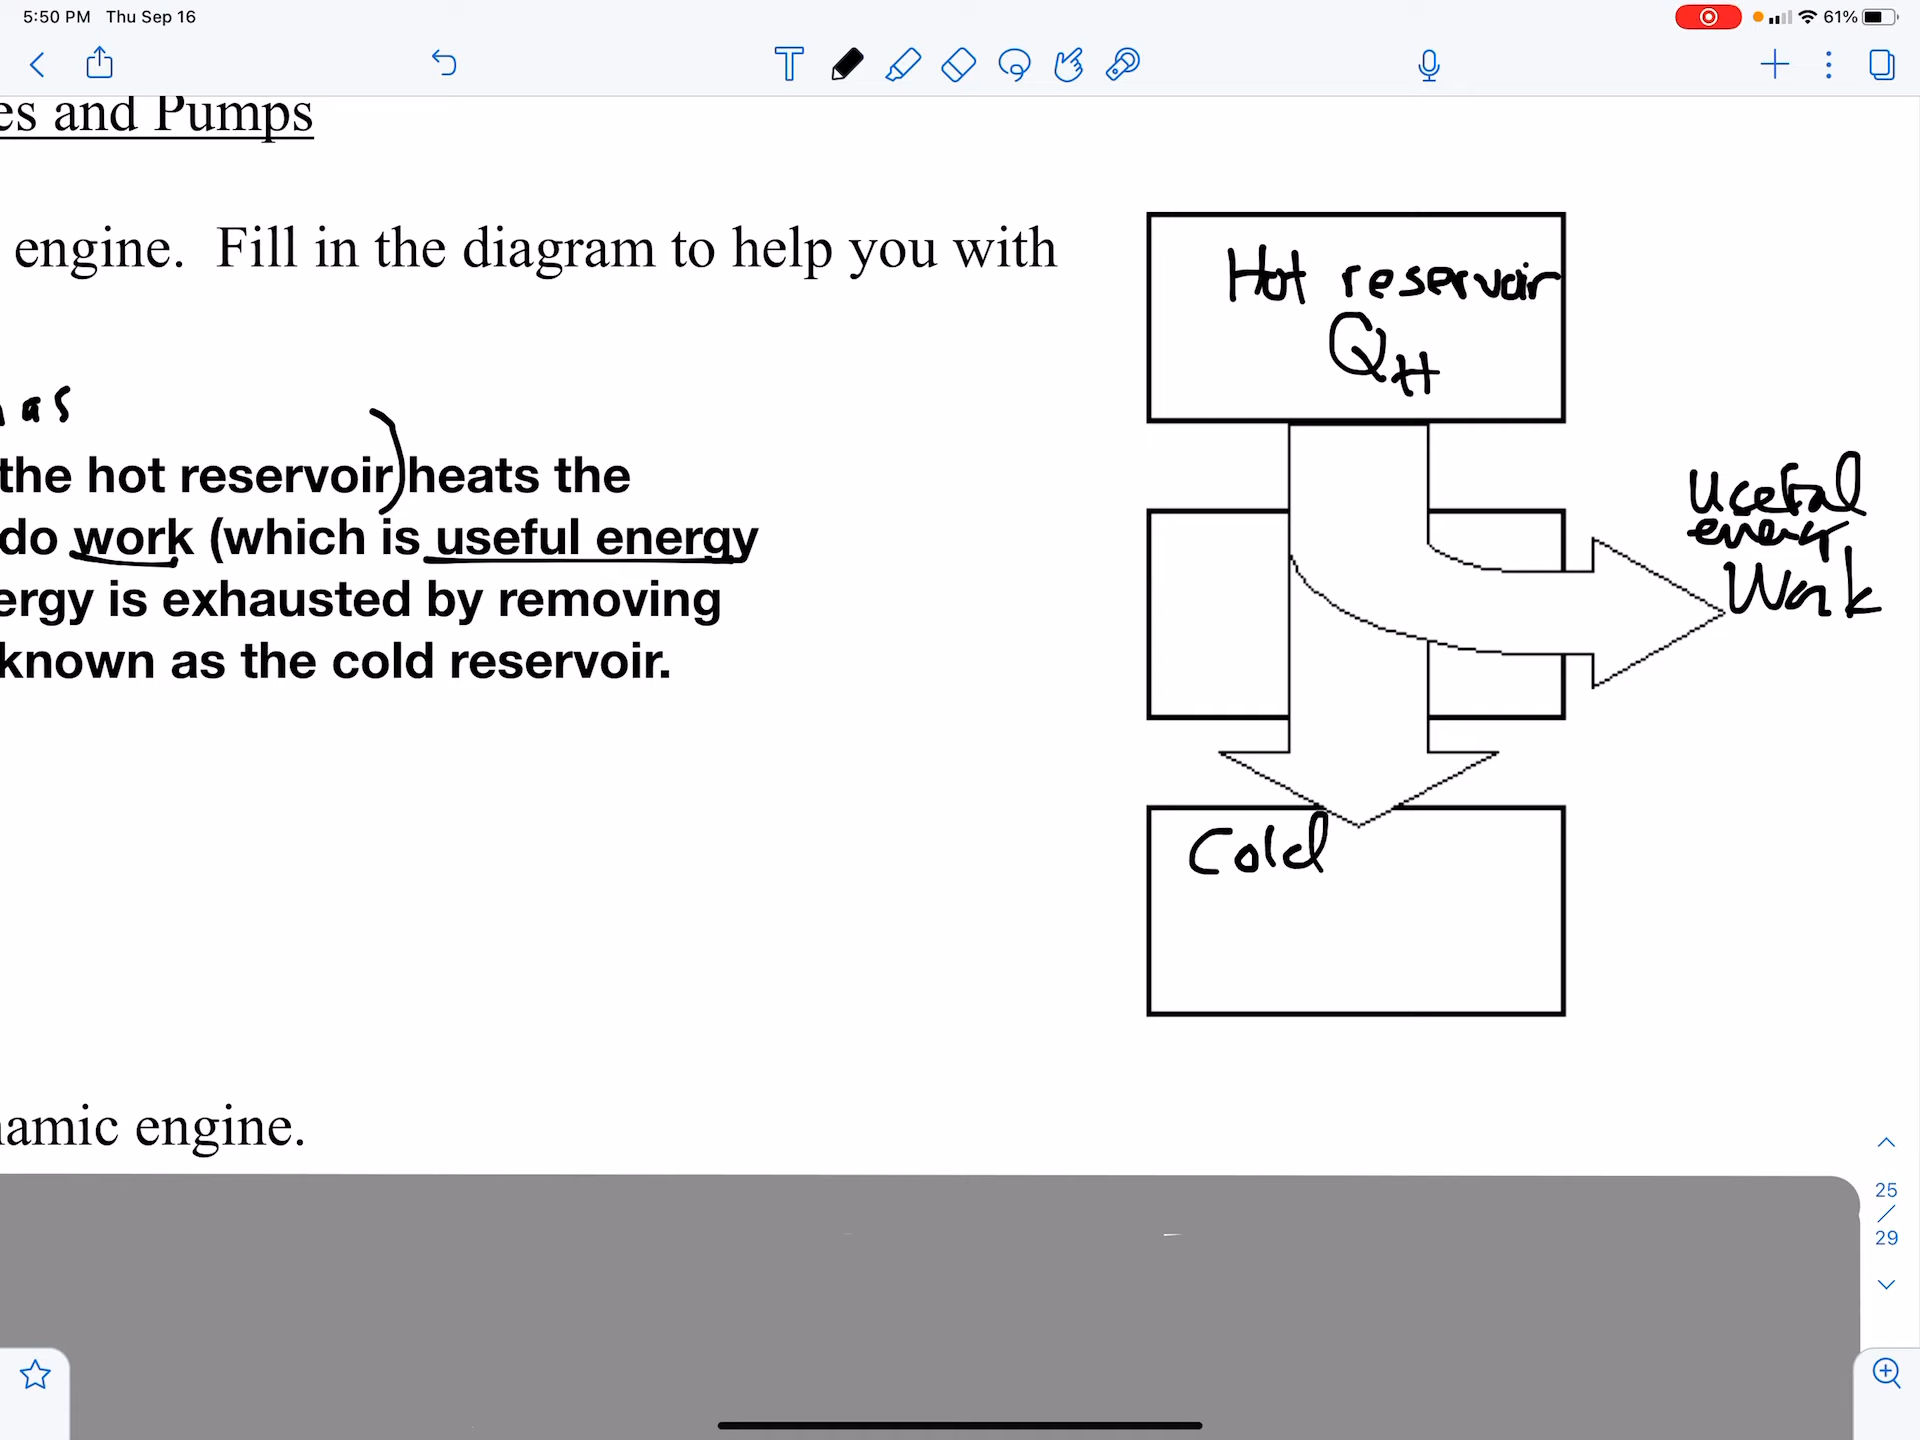 5:50 PM Thu Sep 16
61%
es and Pumps
engine. Fill in the diagram to help you with
as
the hot reservoir) heats the
do work (which is useful energy
ergy is exhausted by removing
known as the cold reservoir.
Hot reservoir
QH
Useful
energy
Work
Cold
namic engine.
25
/
29